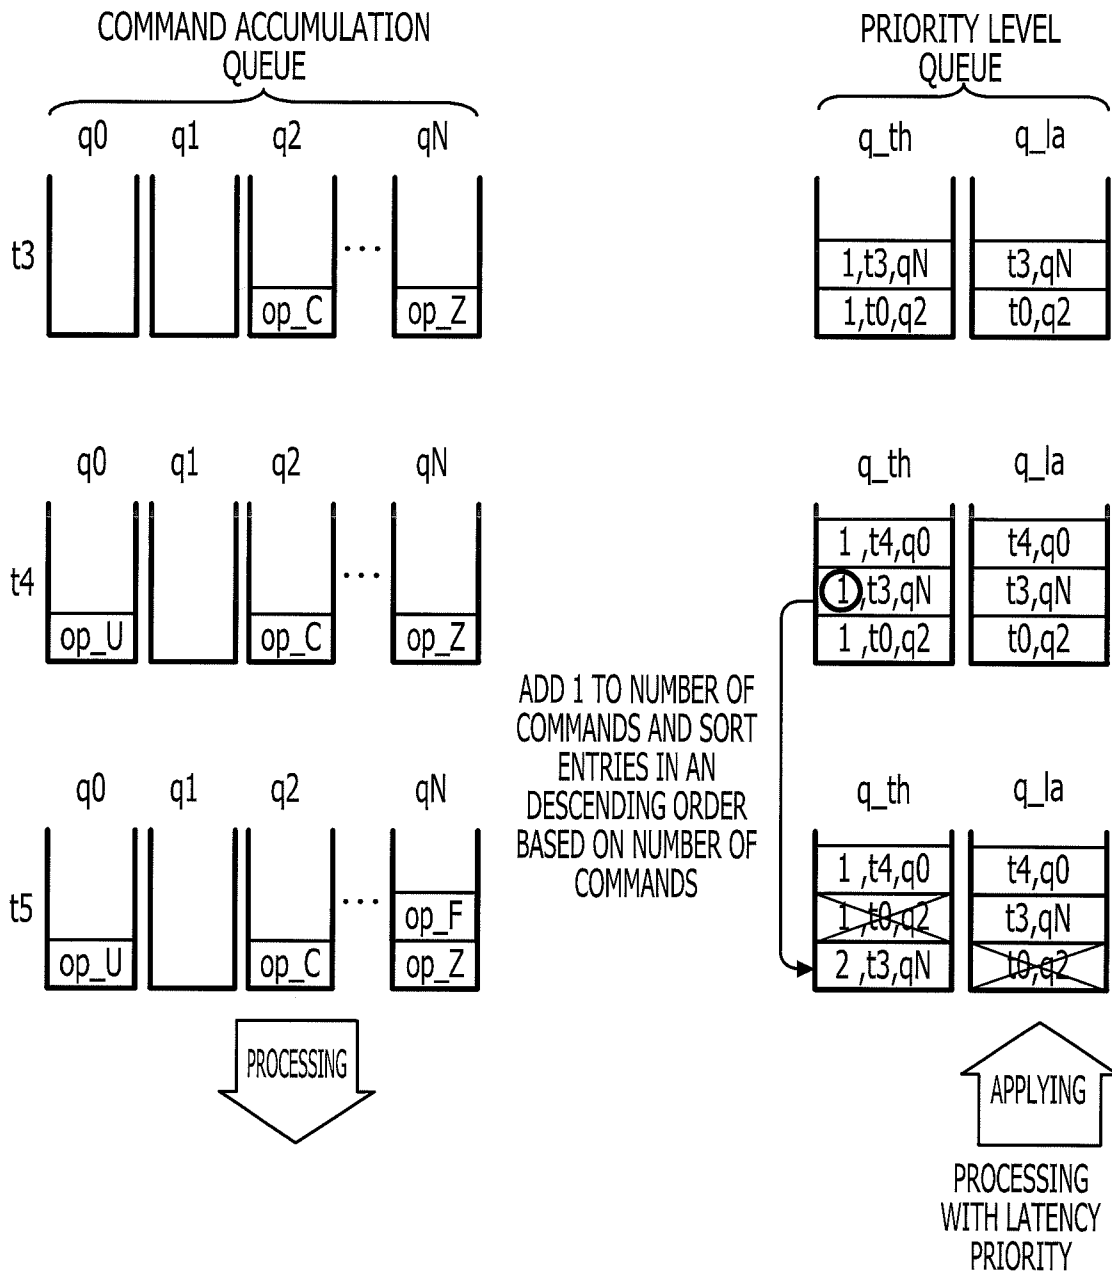 COMMAND ACCUMULATION
QUEUE
PRIORITY LEVEL
QUEUE
q0 q1 q2 qN
q_th q_la
t3
...
1,t3,qN t3,qN
op_C op_Z
1,t0,q2 t0,q2
q0 q1 q2 qN
q_th q_la
1 ,t4,q0 t4,q0
t4
...
1 ,t3,qN t3,qN
op_U op_C op_Z
1 ,t0,q2 t0,q2
ADD 1 TO NUMBER OF
COMMANDS AND SORT
ENTRIES IN AN
DESCENDING ORDER
BASED ON NUMBER OF
COMMANDS
q0 q1 q2 qN
q_th q_la
1 ,t4,q0 t4,q0
t5
...
op_F
1 ,t0,q2 t3,qN
op_U op_C op_Z
2 ,t3,qN t0,q2
PROCESSING
APPLYING
PROCESSING
WITH LATENCY
PRIORITY